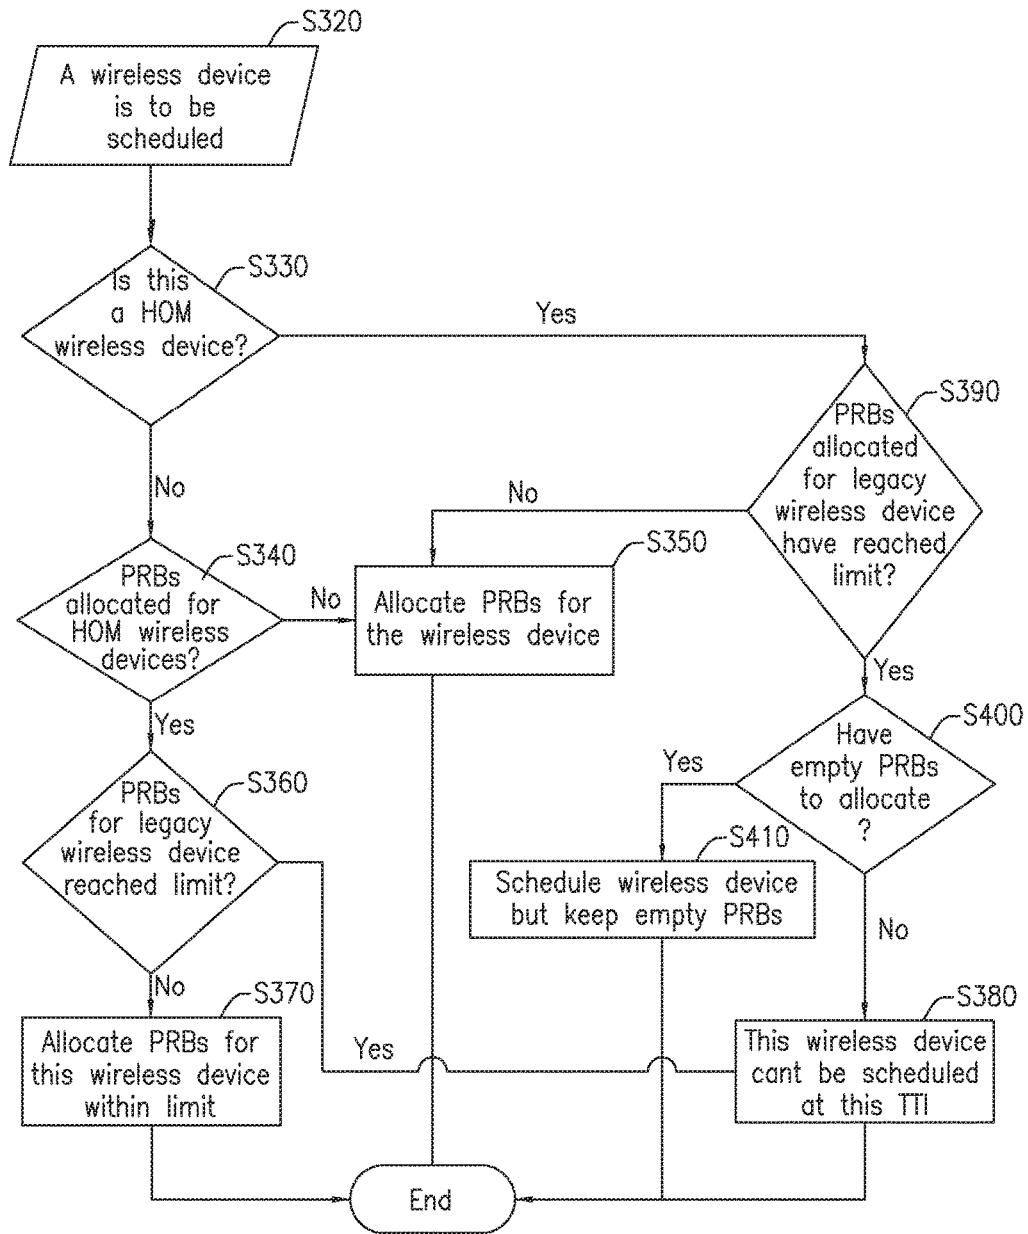 S320
A wireless device
is to be
scheduled
S330
Is this
a HOM
wireless device?
Yes
No
S390
PRBs
allocated
for legacy
wireless device
have reached
limit?
No
Yes
S340
PRBs
allocated for
HOM wireless
devices?
No
Yes
S350
Allocate PRBs for
the wireless device
S400
Have
empty PRBs
to allocate
?
Yes
No
S360
PRBs
for legacy
wireless device
reached limit?
No
Yes
S410
Schedule wireless device
but keep empty PRBs
S370
Allocate PRBs for
this wireless device
within limit
S380
This wireless device
cant be scheduled
at this TTI
End